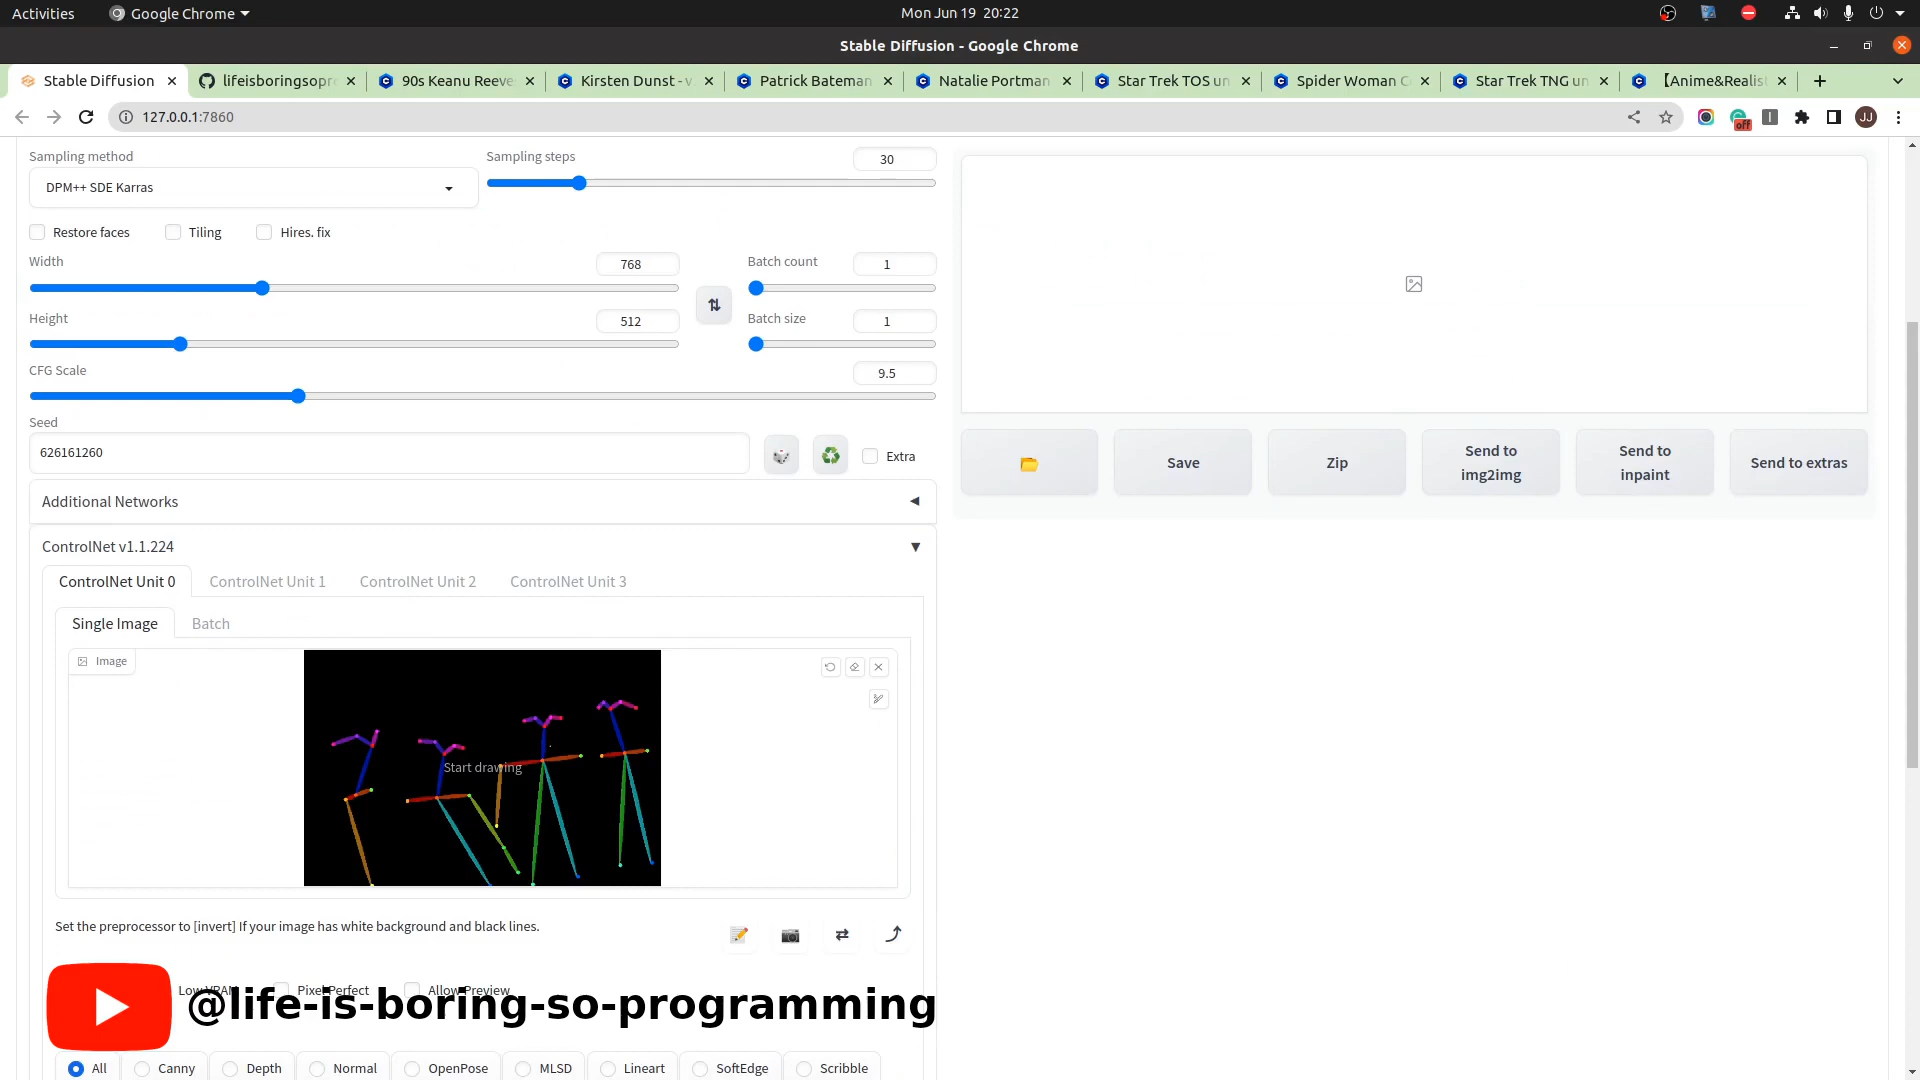 Activities
Google Chrome
Mon Jun 19 20:22
Stable Diffusion - Google Chrome
Stable Diffusion
lifeisboringsopr
90s Keanu Reeve
Kirsten Dunst - v
Patrick Bateman
Natalie Portman
Star Trek TOS un
Spider Woman C
Star Trek TNG un
【Anime&Realist
127.0.0.1:7860
off
JJ
Sampling method
DPM++ SDE Karras
Sampling steps
30
Restore faces
Tiling
Hires. fix
Width
768
Batch count
1
Height
512
Batch size
1
CFG Scale
9.5
Seed
626161260
Extra
Save
Zip
Send to
img2img
Send to
inpaint
Send to extras
Additional Networks
ControlNet v1.1.224
ControlNet Unit 0
ControlNet Unit 1
ControlNet Unit 2
ControlNet Unit 3
Single Image
Batch
Image
Start drawing
Set the preprocessor to [invert] If your image has white background and black lines.
Low VRAM
Pixel Perfect
Allow Preview
@life-is-boring-so-programming
All
Canny
Depth
Normal
OpenPose
MLSD
Lineart
SoftEdge
Scribble